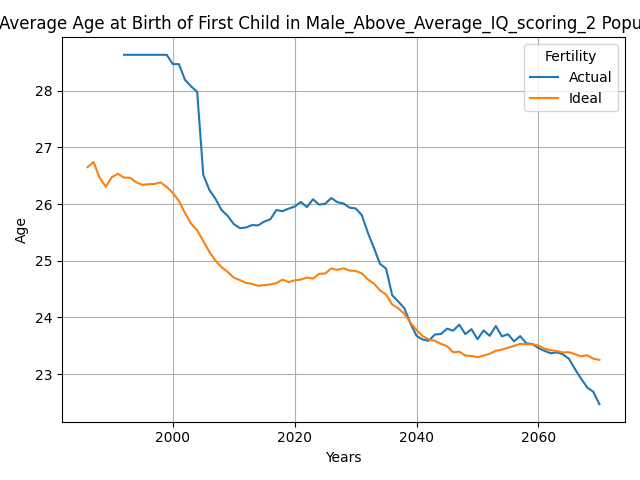 Average Age at Birth of First Child in Male_Above_Average_IQ_scoring_2 Popu
Fertility
Actual
Ideal
28
27
26
25
24
23
Age
2000
2020
2040
2060
Years